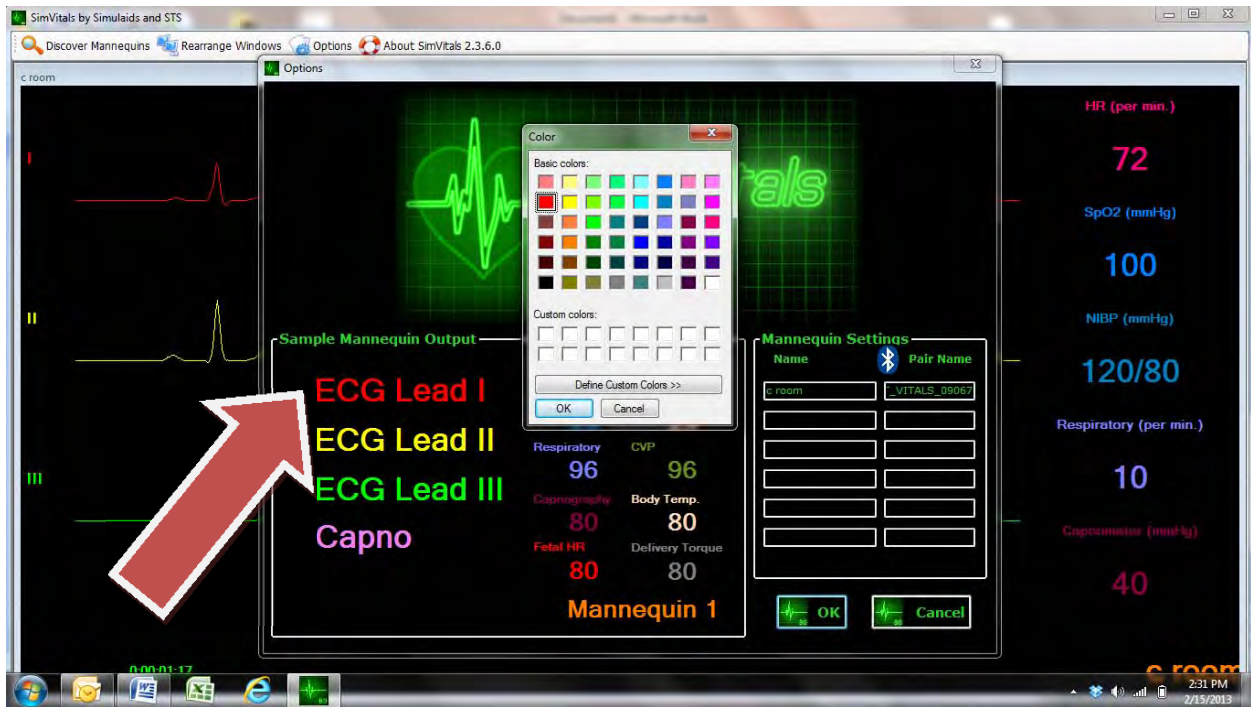 SimVitals by Simulaids and STS
Discover Mannequins Rearrange Windows Options About SimVitals 2.3.6.0
c room
Options
I
II
III
0:00:01:17
Color
Basic colors:
Custom colors:
Define Custom Colors >>
OK Cancel
Sample Mannequin Output
ECG Lead I
ECG Lead II
ECG Lead III
Capno
Respiratory CVP
96 96
Capnography Body Temp.
80 80
Fetal HR Delivery Torque
80 80
Mannequin 1
Mannequin Settings
Name Pair Name
c room _VITALS_09067
OK Cancel
HR (per min.)
72
SpO2 (mmHg)
100
NIBP (mmHg)
120/80
Respiratory (per min.)
10
Capnometer (mmHg)
40
c room
2:31 PM
2/15/2013